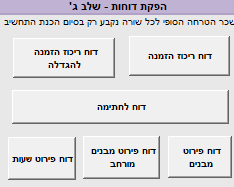 הפקת דוחות - שלב ג'
שכר הטרחה הסופי לכל שורה נקבע רק בסיום הכנת התחשיב
דוח ריכוז הזמנה
דוח ריכוז הזמנה
להגדלה
דוח לחתימה
דוח פירוט
מבנים
דוח פירוט מבנים
מורחב
דוח פירוט שעות